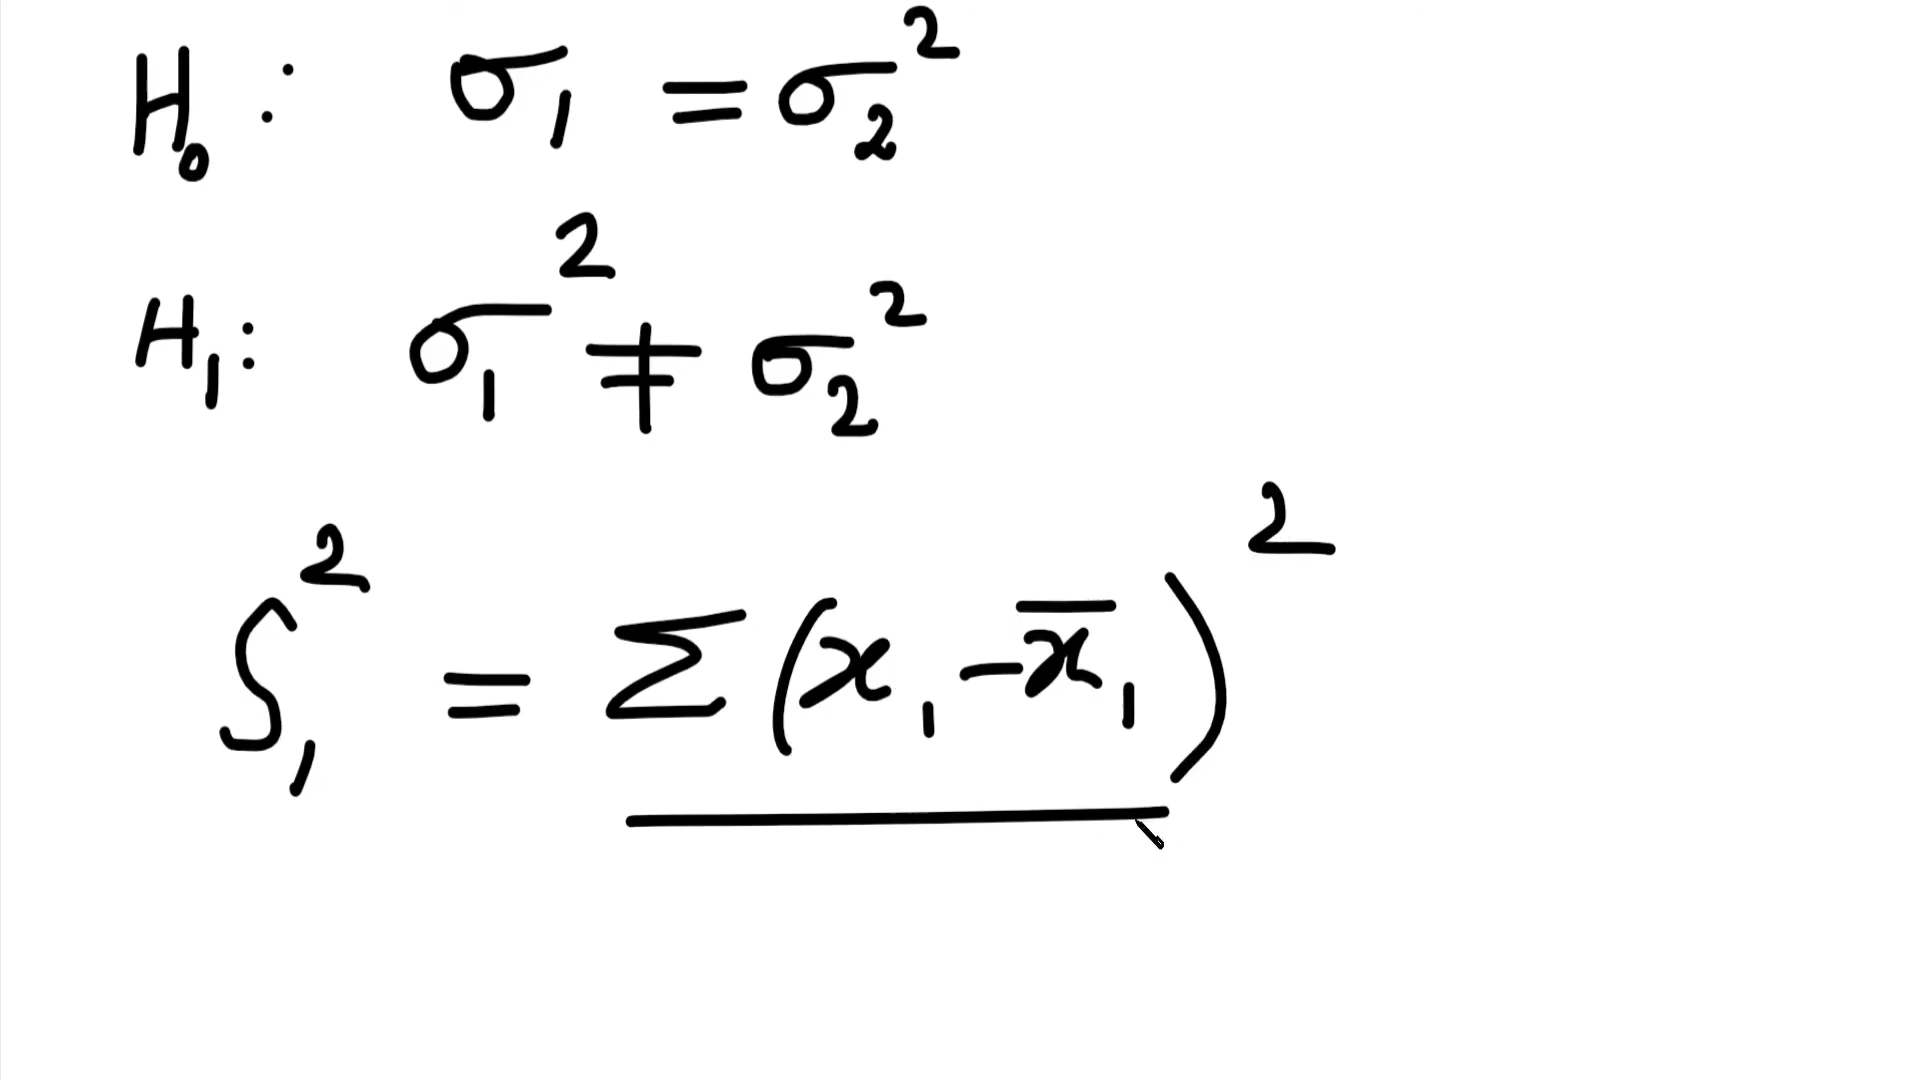 H₀: σ₁ = σ₂²
H₁: σ₁² ≠ σ₂²
S₁² = Σ(x₁ - x̄₁)²